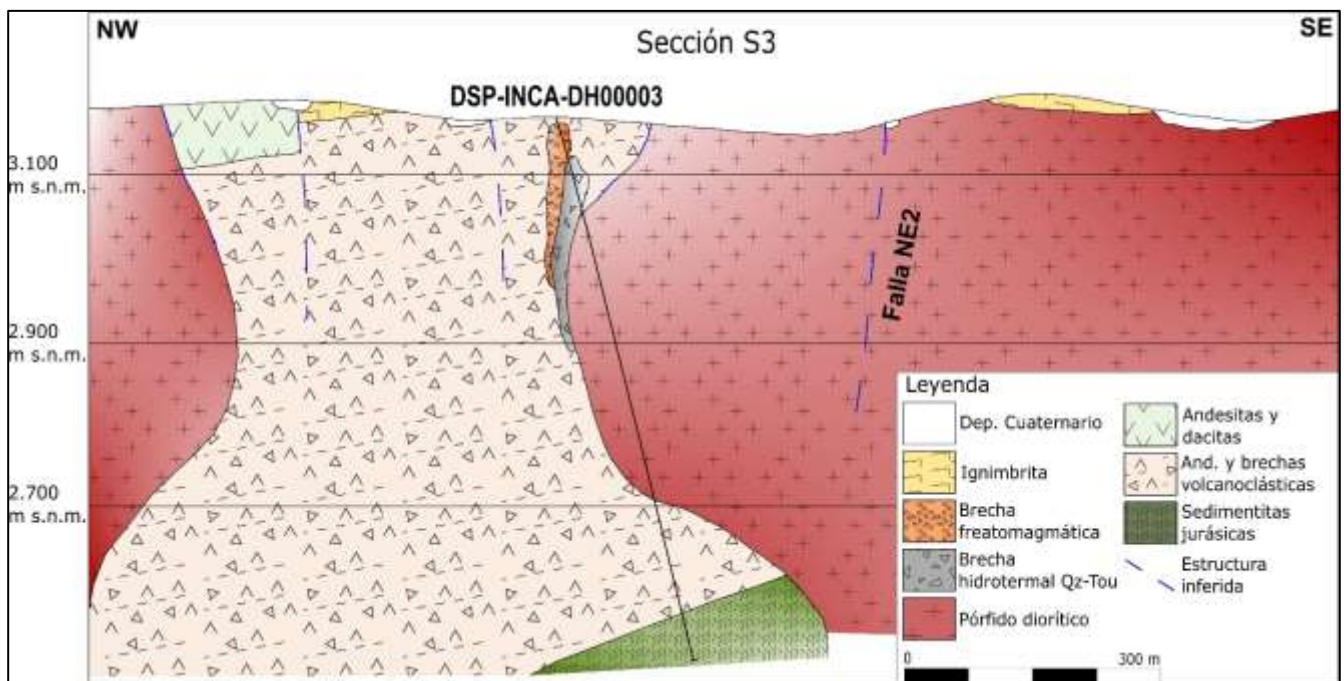 NW
Sección S3
SE
DSP-INCA-DH00003
3.100
m s.n.m.
2.900
m s.n.m.
2.700
m s.n.m.
Falla NE2
Leyenda
Dep. Cuaternario
Ignimbrita
Brecha
freatomagmática
Brecha
hidrotermal Qz-Tou
Pórfido diorítico
Andesitas y
dacitas
And. y brechas
volcanoclásticas
Sedimentitas
jurásicas
Estructura
inferida
0
300 m